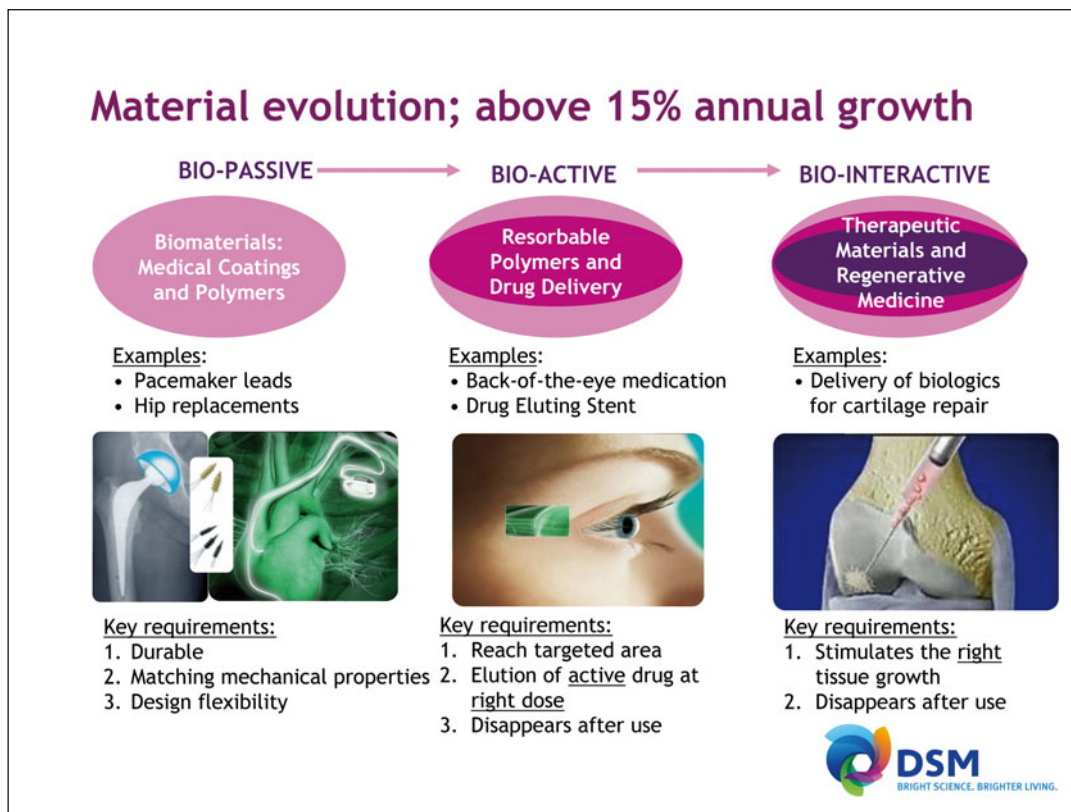 Material evolution; above 15% annual growth
BIO-PASSIVE
BIO-ACTIVE
BIO-INTERACTIVE
Biomaterials:
Medical Coatings
and Polymers
Resorbable
Polymers and
Drug Delivery
Therapeutic
Materials and
Regenerative
Medicine
Examples:
• Pacemaker leads
• Hip replacements
Examples:
• Back-of-the-eye medication
• Drug Eluting Stent
Examples:
• Delivery of biologics
for cartilage repair
Key requirements:
1. Durable
2. Matching mechanical properties
3. Design flexibility
Key requirements:
1. Reach targeted area
2. Elution of active drug at
right dose
3. Disappears after use
Key requirements:
1. Stimulates the right
tissue growth
2. Disappears after use
DSM
BRIGHT SCIENCE. BRIGHTER LIVING.